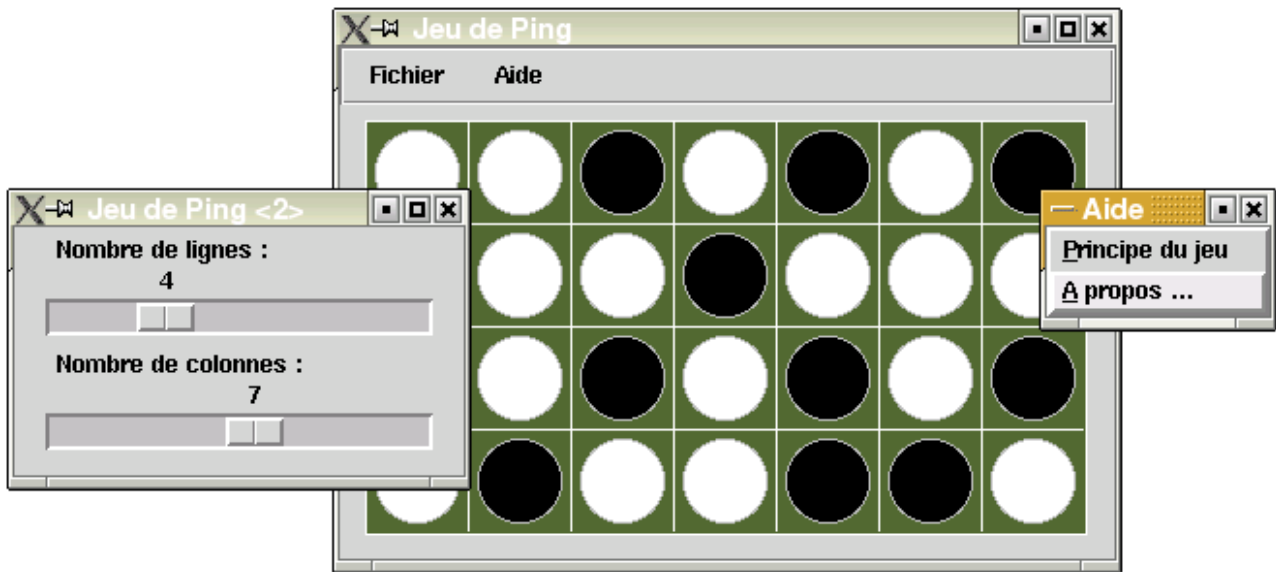 Jeu de Ping
Fichier Aide
Jeu de Ping <2>
Nombre de lignes :
4
Nombre de colonnes :
7
Aide
Principe du jeu
A propos ...